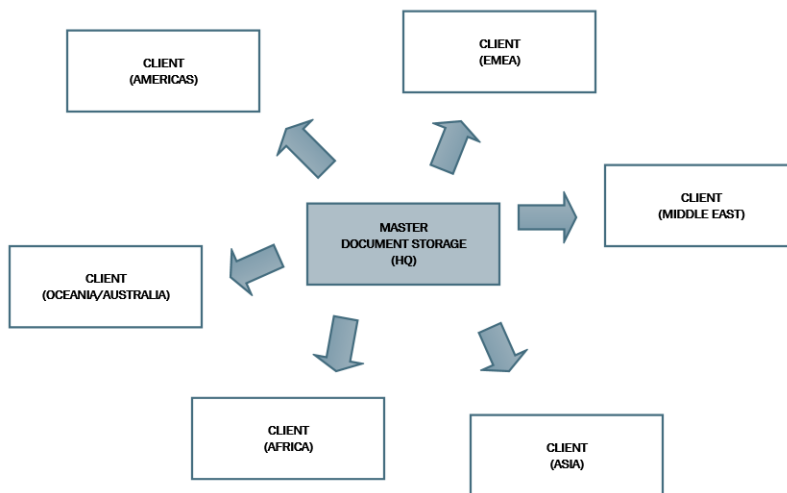 CLIENT
(AMERICAS)
CLIENT
(EMEA)
CLIENT
(MIDDLE EAST)
MASTER
DOCUMENT STORAGE
(HQ)
CLIENT
(OCEANIA/AUSTRALIA)
CLIENT
(AFRICA)
CLIENT
(ASIA)